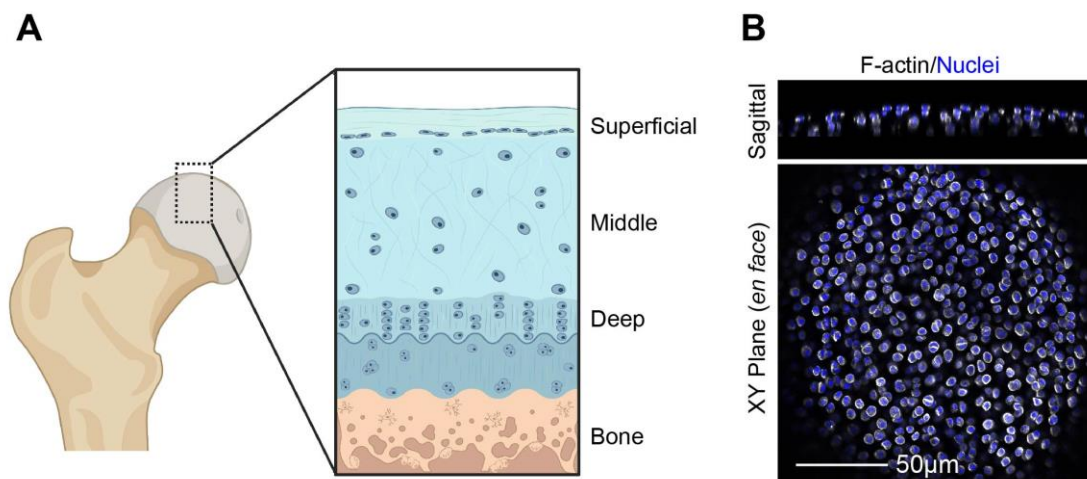 A
Superficial
Middle
Deep
Bone
B
F-actin/Nuclei
Sagittal
XY Plane (en face)
50µm